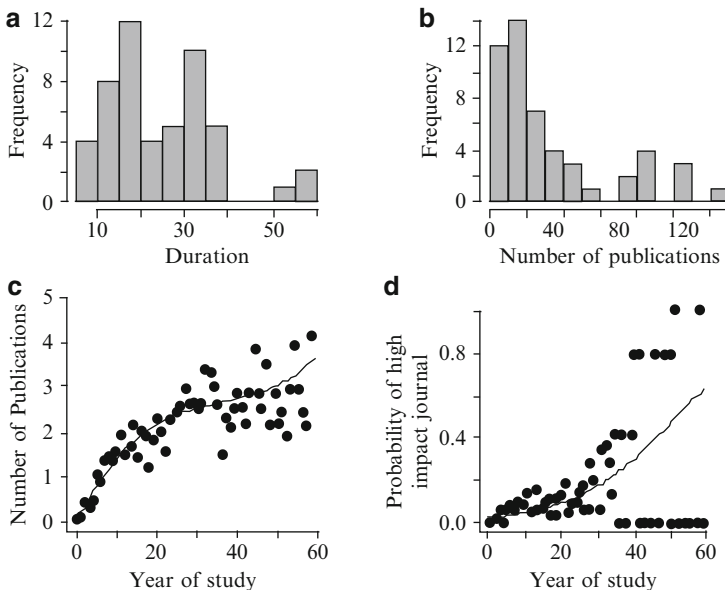 a
12
8
4
0
Frequency
10
30
50
Duration
b
12
8
4
0
Frequency
0
40
80
120
Number of publications
c
5
4
3
2
1
0
Number of Publications
0
20
40
60
Year of study
d
0.8
0.4
0.0
Probability of high
impact journal
0
20
40
60
Year of study